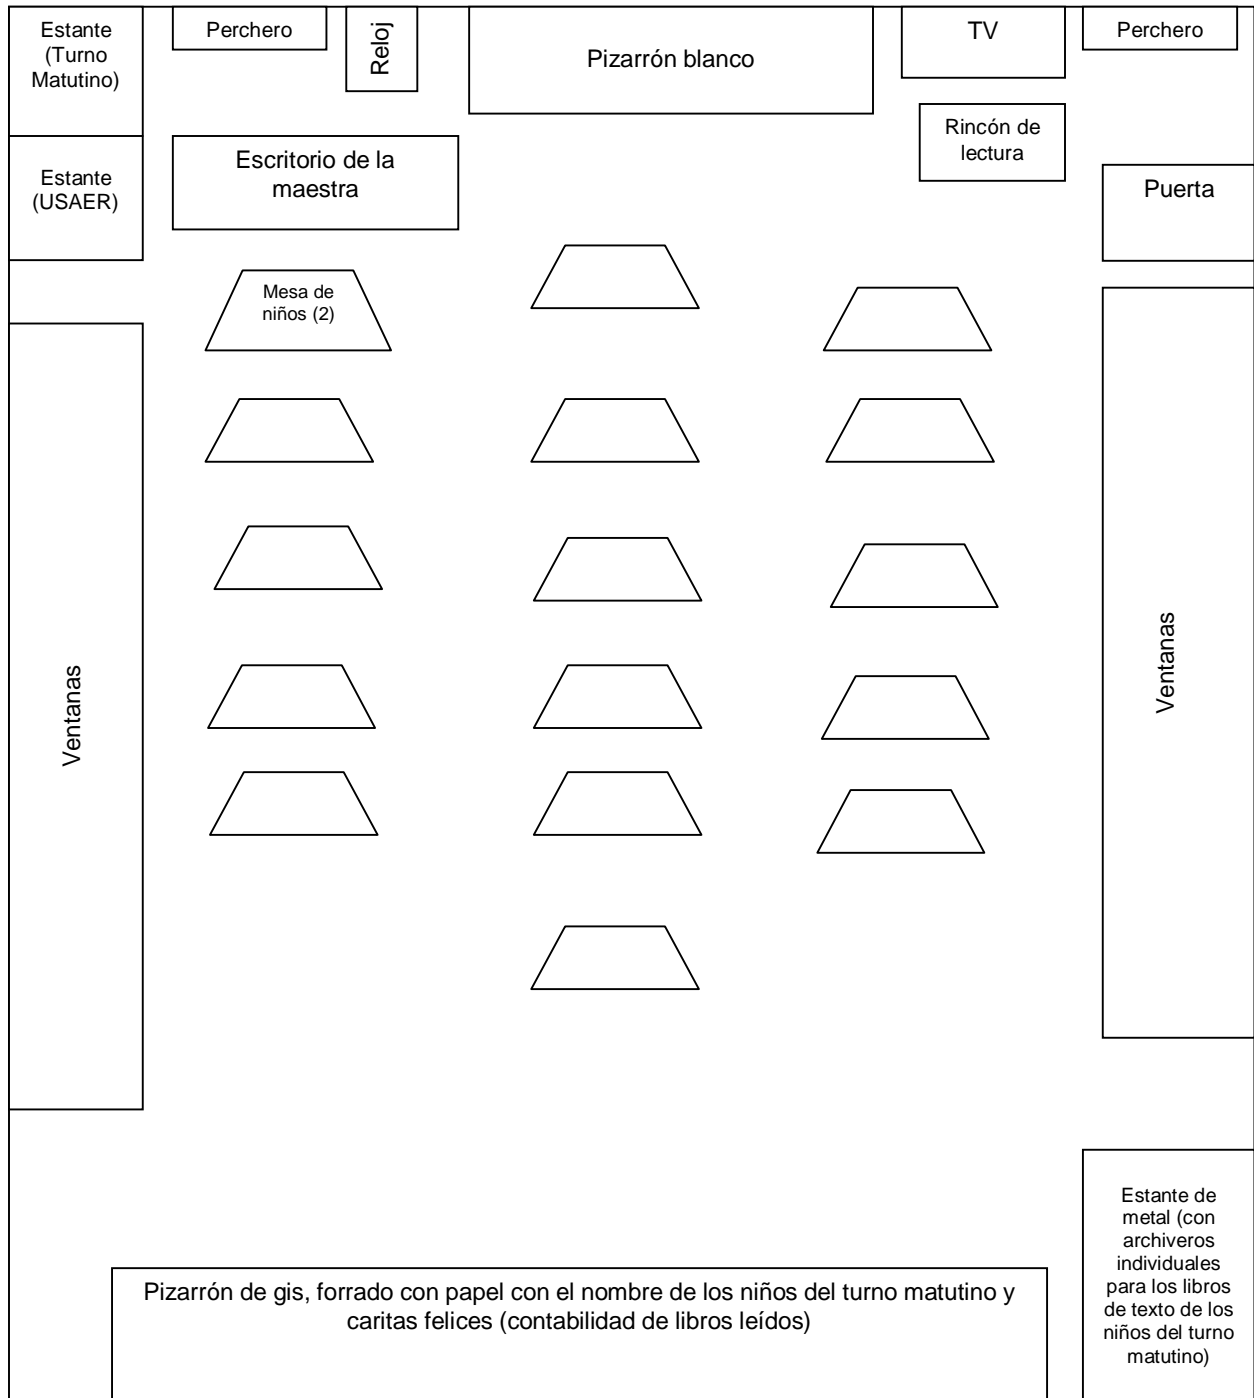 Estante
(Turno
Matutino)
Perchero
Reloj
Pizarrón blanco
TV
Perchero
Rincón de
lectura
Estante
(USAER)
Escritorio de la
maestra
Puerta
Mesa de
niños (2)
Ventanas
Ventanas
Estante de
metal (con
archiveros
individuales
para los libros
de texto de los
niños del turno
matutino)
Pizarrón de gis, forrado con papel con el nombre de los niños del turno matutino y
caritas felices (contabilidad de libros leídos)